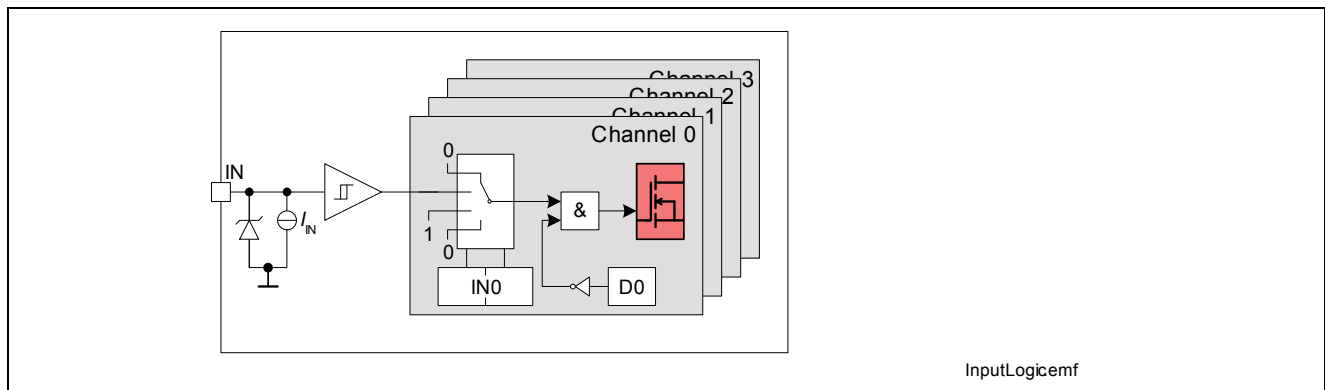 Channel 3
Channel 2
Channel 1
Channel 0
0
IN
&
I IN
1
0
IN0
D0
InputLogicemf